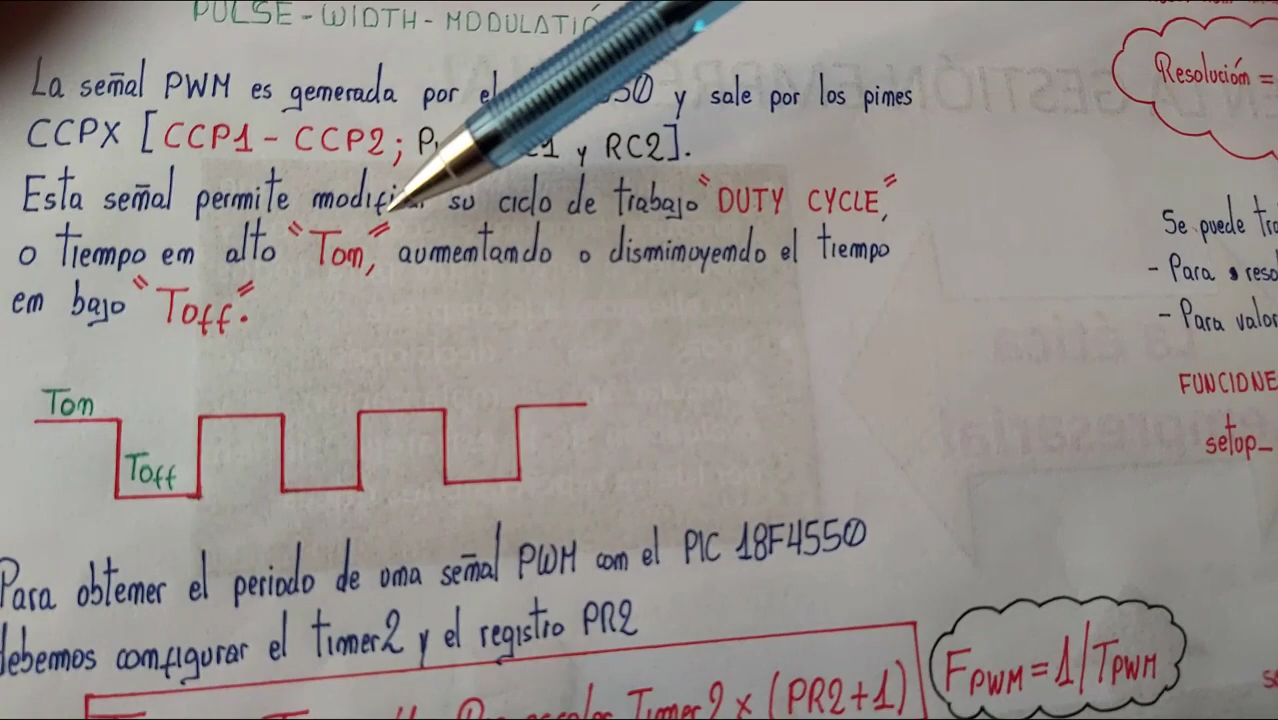 PULSE-WIDTH-MODULATIÓ
La señal PWM es generada por el 50 y sale por los pines
CCPX [CCP1 - CCP2; y RC2].
Esta señal permite su ciclo de trabajo "DUTY CYCLE",
o tiempo en alto "Ton", aumentando o disminuyendo el tiempo
en bajo "Toff".
Ton
Toff
Para obtener el periodo de una señal PWM con el PIC 18F4550
debemos configurar el timer2 y el registro PR2
Timer2 x (PR2+1)
FPWM = 1/TPWM
Resolución =
Se puede
- Para
- Para
FUNCIONE
setup_